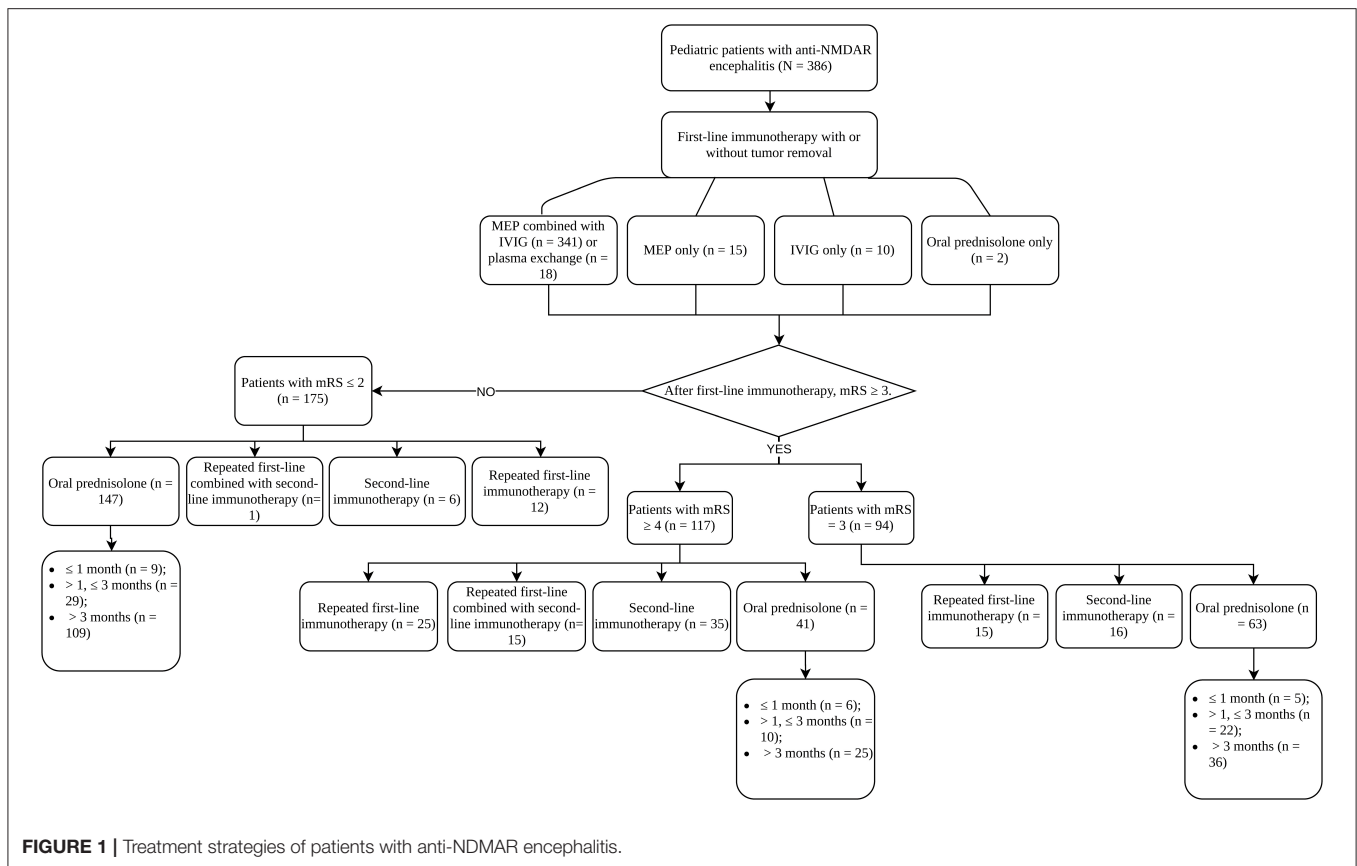 Pediatric patients with anti-NMDAR
encephalitis (N = 386)
First-line immunotherapy with or
without tumor removal
MEP combined with
IVIG (n = 341) or
plasma exchange (n =
18)
MEP only (n = 15)
IVIG only (n = 10)
Oral prednisolone only
(n = 2)
After first-line immunotherapy, mRS ≥ 3.
NO
Patients with mRS ≤ 2
(n = 175)
YES
Oral prednisolone (n =
147)
Repeated first-line
combined with second-
line immunotherapy (n=
1)
Second-line
immunotherapy (n = 6)
Repeated first-line
immunotherapy (n =
12)
Patients with mRS
≥ 4 (n = 117)
Patients with mRS
= 3 (n = 94)
• ≤ 1 month (n = 9);
• > 1, ≤ 3 months (n =
29);
• > 3 months (n =
109)
Repeated first-line
immunotherapy (n = 25)
Repeated first-line
combined with second-
line immunotherapy (n=
15)
Second-line
immunotherapy (n = 35)
Oral prednisolone (n =
41)
Repeated first-line
immunotherapy (n =
15)
Second-line
immunotherapy (n =
16)
Oral prednisolone (n
= 63)
• ≤ 1 month (n = 6);
• > 1, ≤ 3 months (n =
10);
• > 3 months (n = 25)
• ≤ 1 month (n = 5);
• > 1, ≤ 3 months (n
= 22);
• > 3 months (n =
36)
FIGURE 1 | Treatment strategies of patients with anti-NDMAR encephalitis.